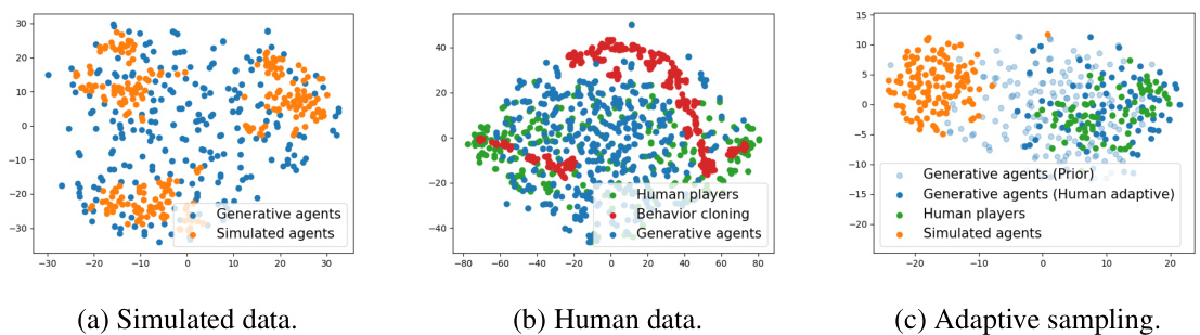 30
20
10
0
−10
−20
−30
−30 −20 −10 0 10 20 30
Generative agents
Simulated agents
(a) Simulated data.
40
20
0
−20
−40
−80 −60 −40 −20 0 20 40 60 80
Human players
Behavior cloning
Generative agents
(b) Human data.
15
10
5
0
−5
−10
−15
−20
−20 −10 0 10 20
Generative agents (Prior)
Generative agents (Human adaptive)
Human players
Simulated agents
(c) Adaptive sampling.